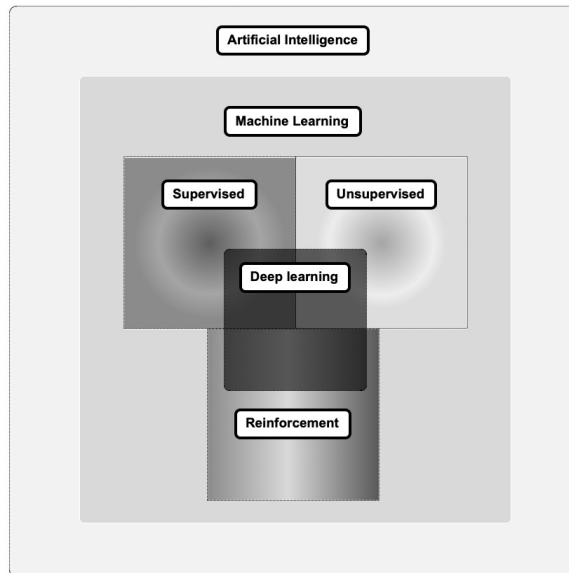 Artificial Intelligence
Machine Learning
Supervised
Unsupervised
Deep learning
Reinforcement